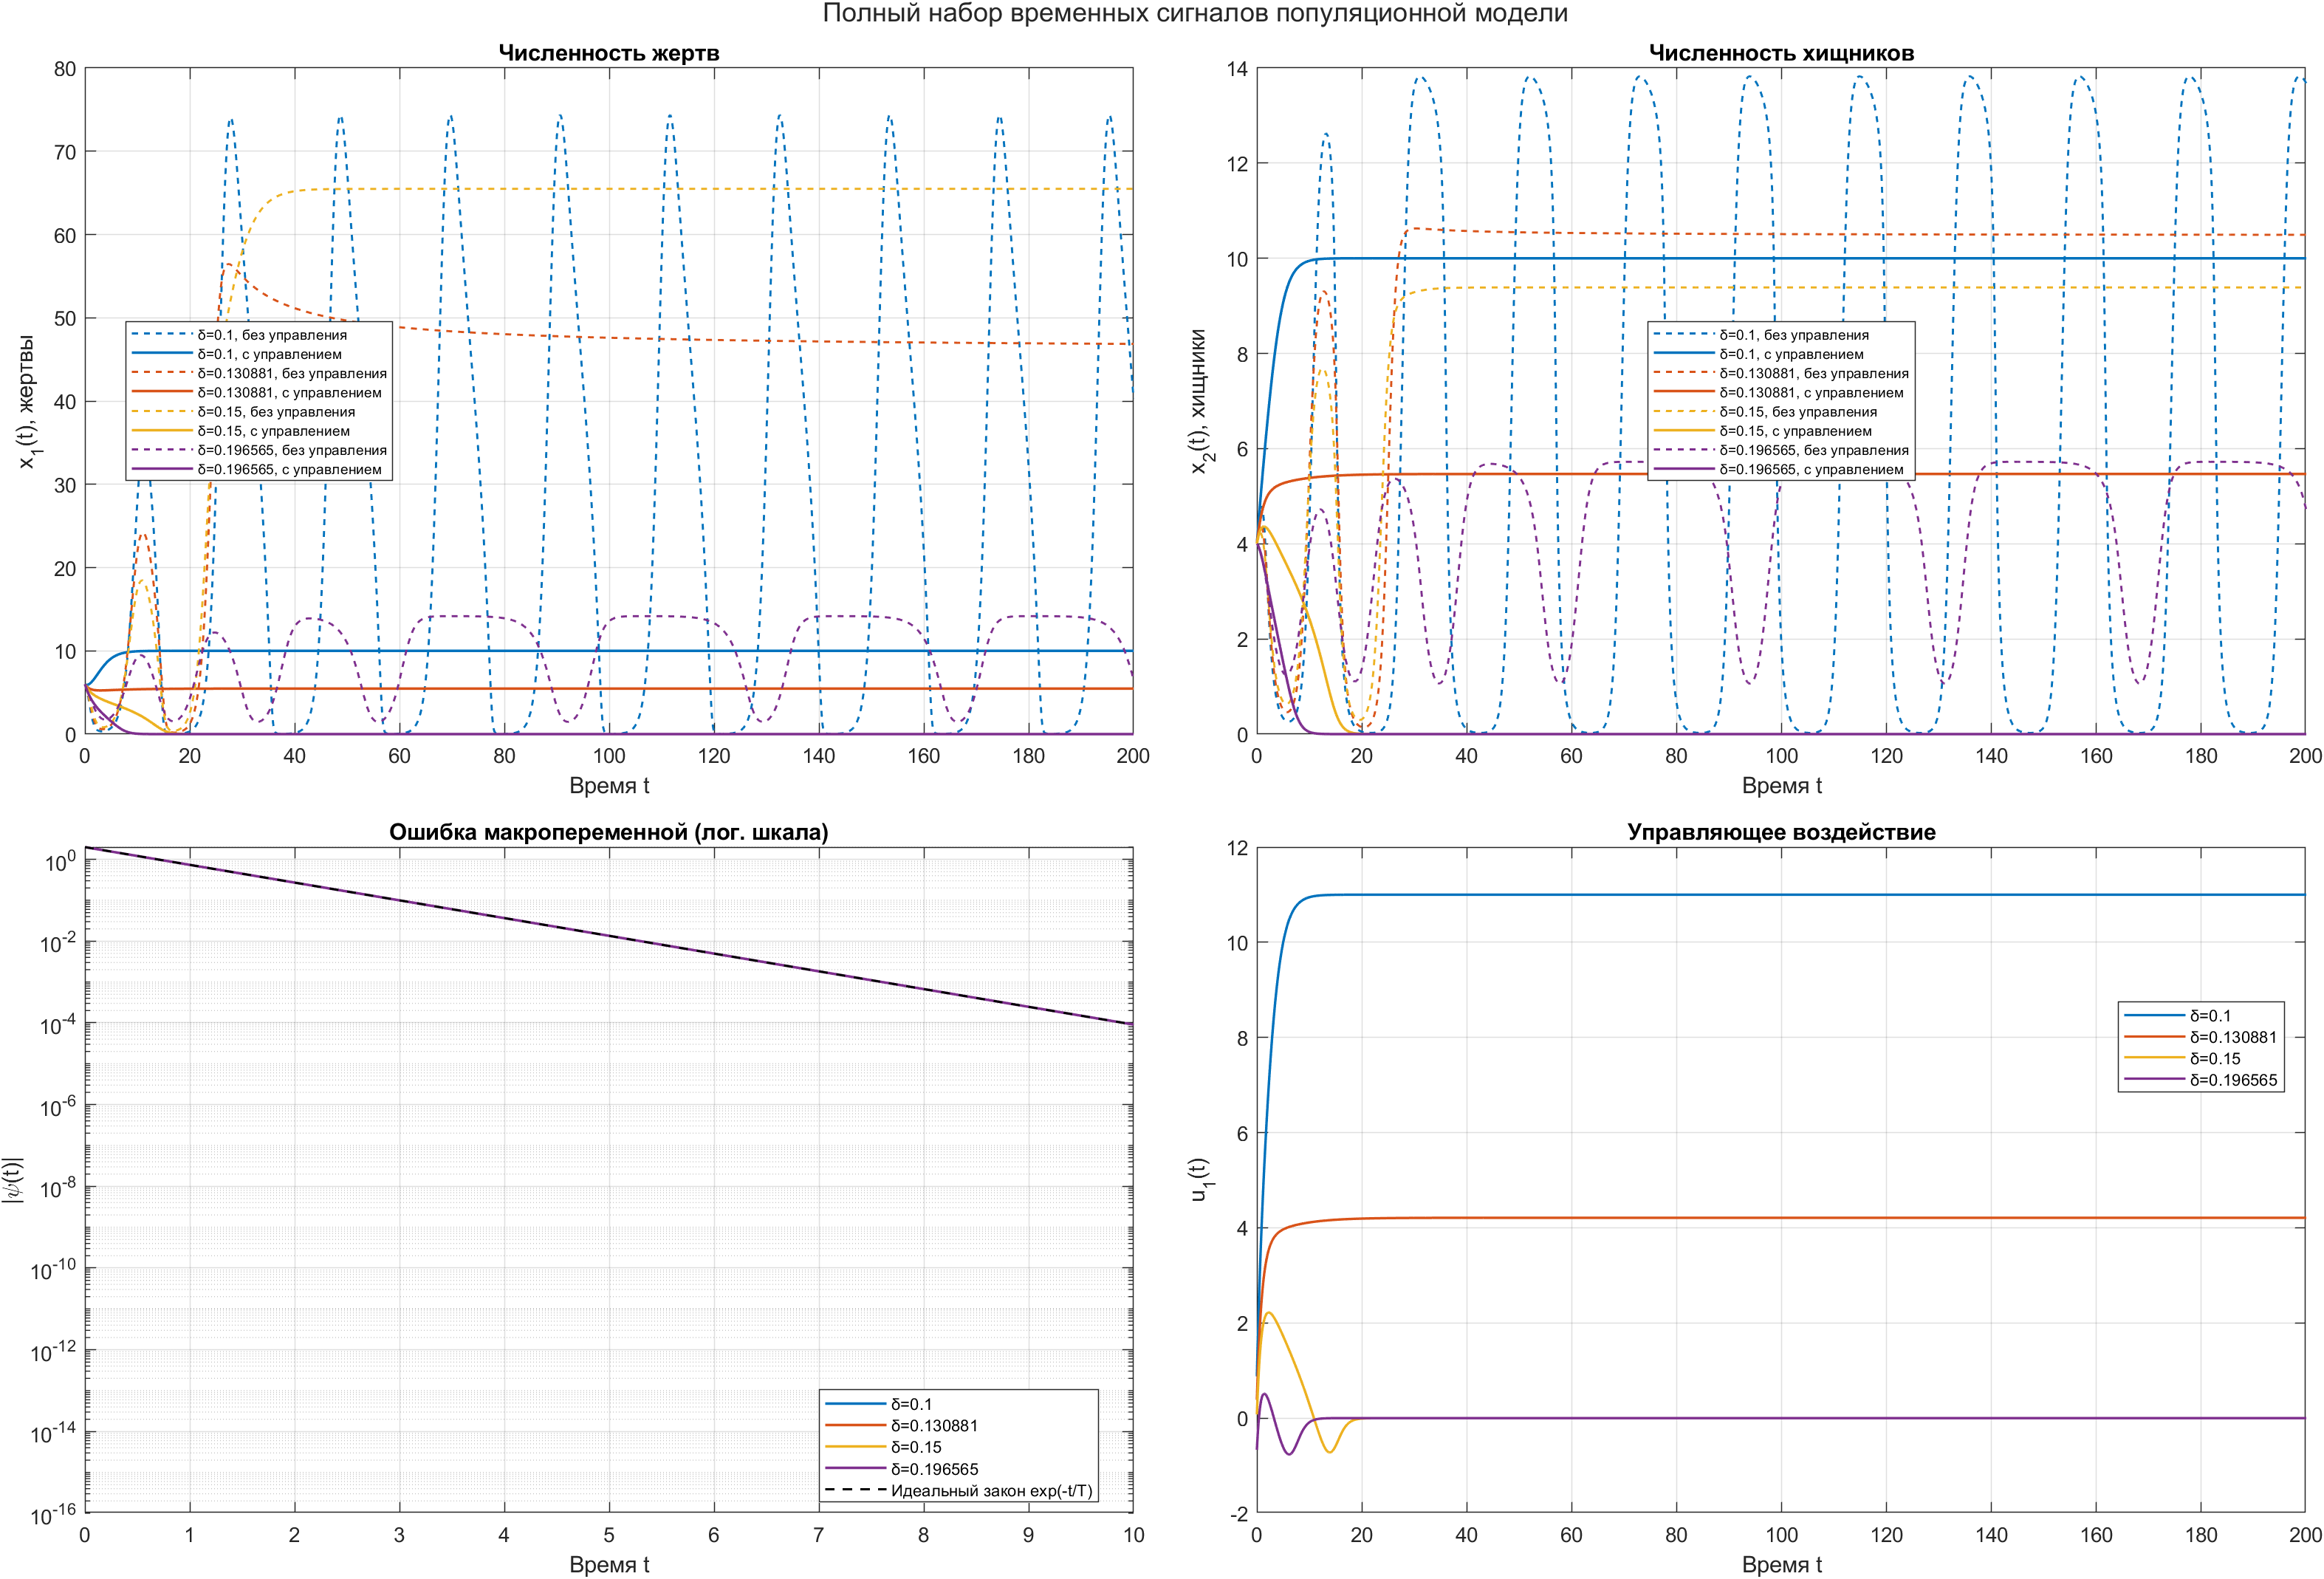 Полный набор временных сигналов популяционной модели
Численность жертв
80
70
60
50
40
30
20
10
0
x1(t), жертвы
δ=0.1, без управления
δ=0.1, с управлением
δ=0.130881, без управления
δ=0.130881, с управлением
δ=0.15, без управления
δ=0.15, с управлением
δ=0.196565, без управления
δ=0.196565, с управлением
0 20 40 60 80 100 120 140 160 180 200
Время t
Численность хищников
14
12
10
8
6
4
2
0
x2(t), хищники
δ=0.1, без управления
δ=0.1, с управлением
δ=0.130881, без управления
δ=0.130881, с управлением
δ=0.15, без управления
δ=0.15, с управлением
δ=0.196565, без управления
δ=0.196565, с управлением
0 20 40 60 80 100 120 140 160 180 200
Время t
Ошибка макропеременной (лог. шкала)
10^0
10^-2
10^-4
10^-6
10^-8
10^-10
10^-12
10^-14
10^-16
|ψ(t)|
δ=0.1
δ=0.130881
δ=0.15
δ=0.196565
Идеальный закон exp(-t/T)
0 1 2 3 4 5 6 7 8 9 10
Время t
Управляющее воздействие
12
10
8
6
4
2
0
-2
u1(t)
δ=0.1
δ=0.130881
δ=0.15
δ=0.196565
0 20 40 60 80 100 120 140 160 180 200
Время t